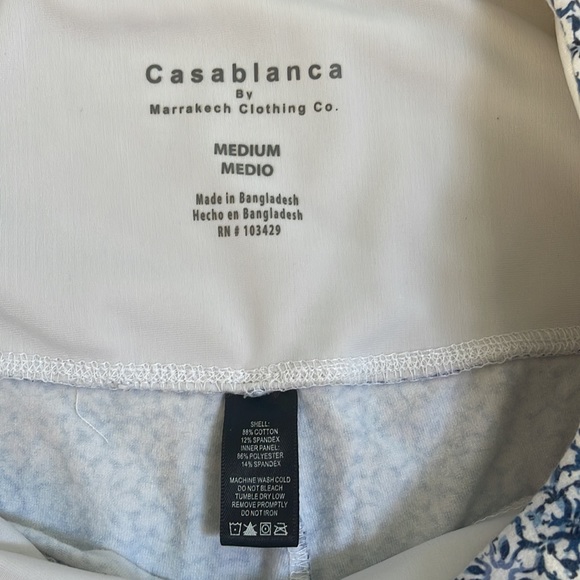 Casablanca
By
Marrakech Clothing Co.
MEDIUM
MEDIO
Made in Bangladesh
Hecho en Bangladesh
RN # 103429
SHELL:
88% COTTON
12% SPANDEX
INNER PANEL:
86% POLYESTER
14% SPANDEX
MACHINE WASH COLD
DO NOT BLEACH
TUMBLE DRY LOW
REMOVE PROMPTLY
DO NOT IRON